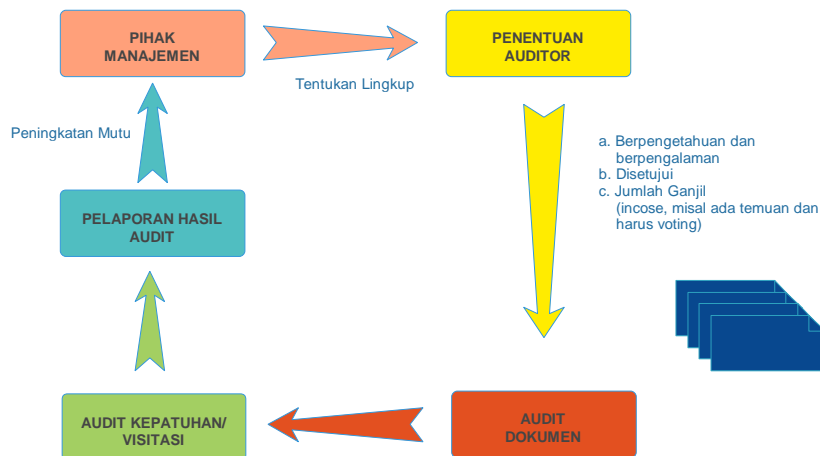 PIHAK
MANAJEMEN
PENENTUAN
AUDITOR
Tentukan Lingkup
Peningkatan Mutu
a. Berpengetahuan dan
berpengalaman
b. Disetujui
c. Jumlah Ganjil
(incose, misal ada temuan dan
harus voting)
PELAPORAN HASIL
AUDIT
AUDIT KEPATUHAN/
VISITASI
AUDIT
DOKUMEN